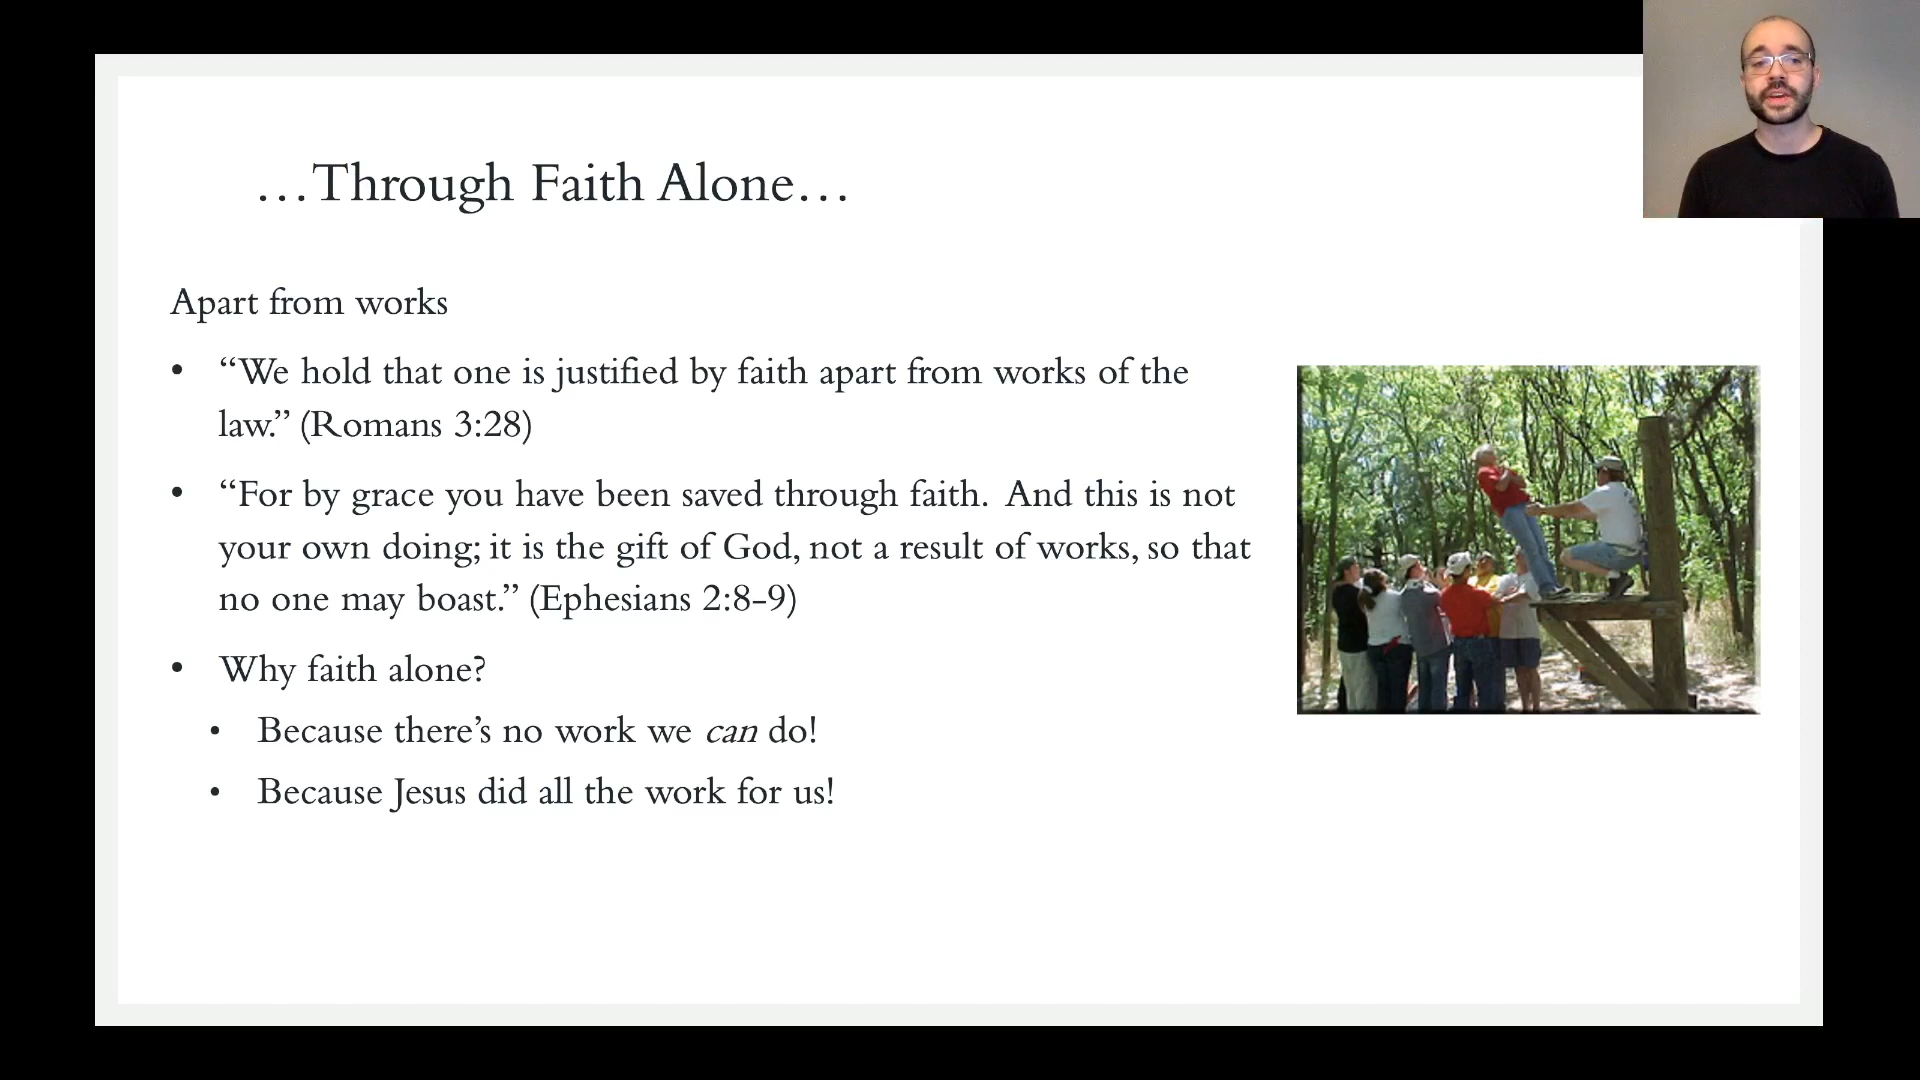 …Through Faith Alone…
Apart from works
• “We hold that one is justified by faith apart from works of the
law.” (Romans 3:28)
• “For by grace you have been saved through faith. And this is not
your own doing; it is the gift of God, not a result of works, so that
no one may boast.” (Ephesians 2:8-9)
• Why faith alone?
• Because there’s no work we can do!
• Because Jesus did all the work for us!